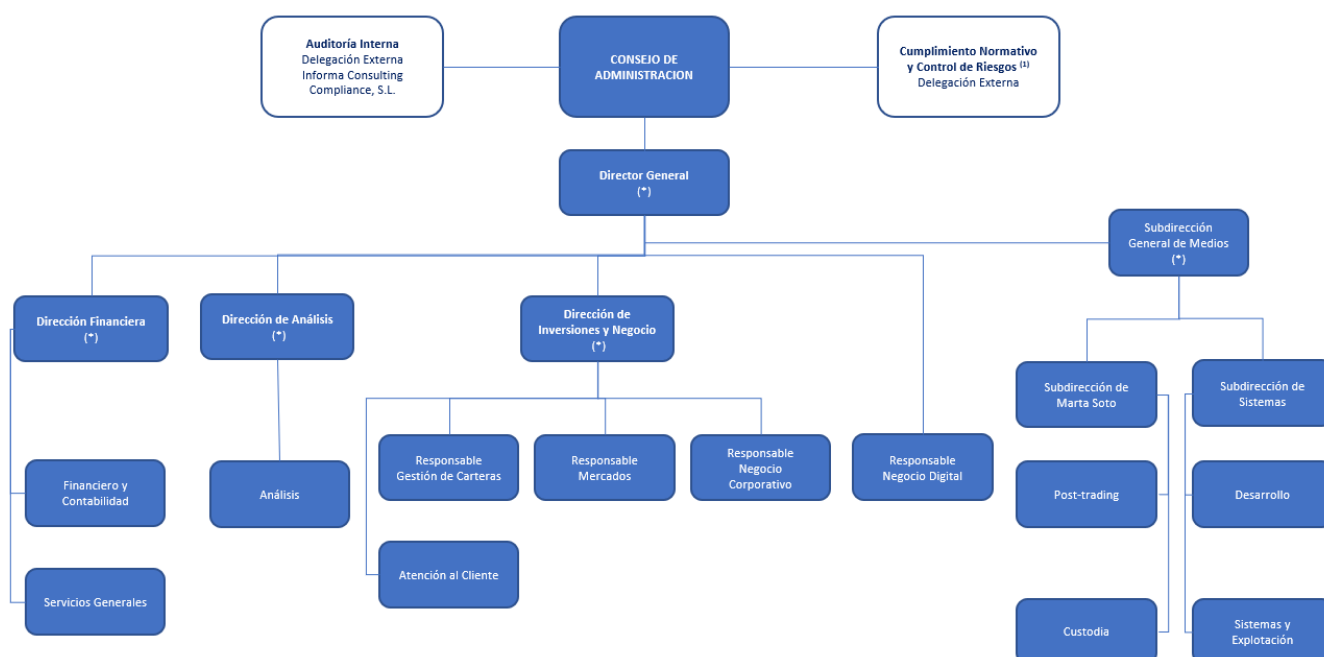 Auditoría Interna
Delegación Externa
Informa Consulting
Compliance, S.L.
CONSEJO DE
ADMINISTRACION
Cumplimiento Normativo
y Control de Riesgos (1)
Delegación Externa
Director General
(*)
Subdirección
General de Medios
(*)
Dirección Financiera
(*)
Dirección de Análisis
(*)
Dirección de
Inversiones y Negocio
(*)
Subdirección de
Marta Soto
Subdirección de
Sistemas
Financiero y
Contabilidad
Análisis
Responsable
Gestión de Carteras
Responsable
Mercados
Responsable
Negocio
Corporativo
Responsable
Negocio Digital
Post-trading
Desarrollo
Servicios Generales
Atención al Cliente
Custodia
Sistemas y
Explotación